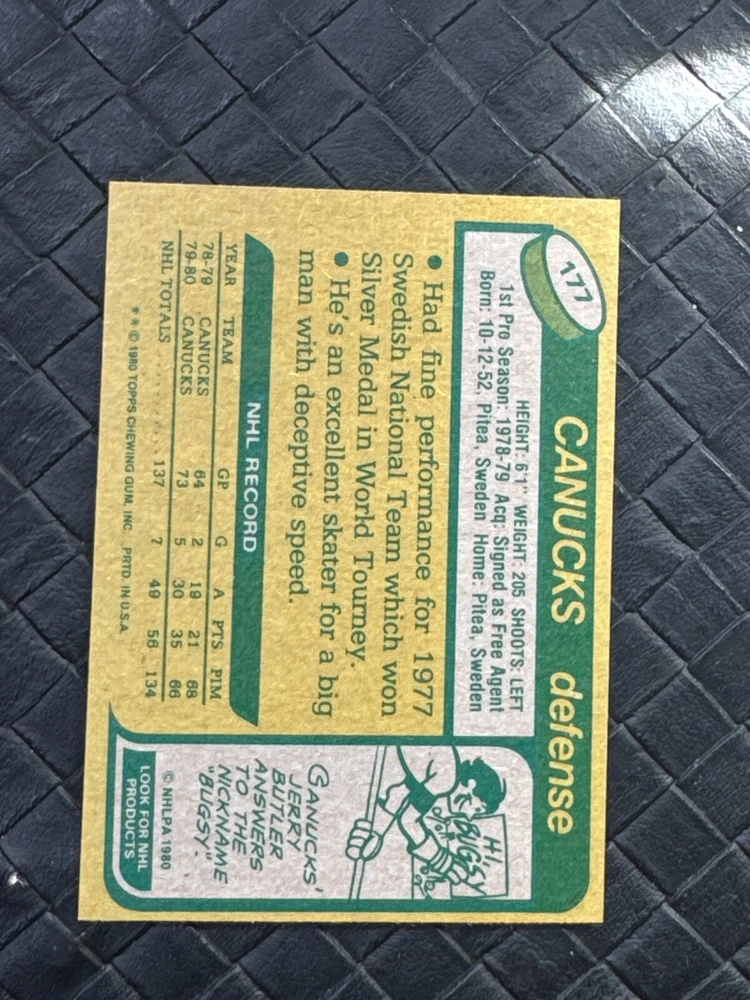 177
CANUCKS defense
HEIGHT: 6'1" WEIGHT: 205 SHOOTS: LEFT
1st Pro Season: 1978-79 Acq: Signed as Free Agent
Born: 10-12-52, Pitea, Sweden Home: Pitea, Sweden
• Had fine performance for 1977
Swedish National Team which won
Silver Medal in World Tourney.
• He's an excellent skater for a big
man with deceptive speed.
NHL RECORD
YEAR TEAM GP G A PTS PIM
78-79 CANUCKS 64 2 19 21 68
79-80 CANUCKS 73 5 30 35 66
NHL TOTALS 137 7 49 56 134
* * © 1980 TOPPS CHEWING GUM, INC. PRTD. IN U.S.A.
HI,
BUGSY
CANUCKS'
JERRY
BUTLER
ANSWERS
TO THE
NICKNAME
"BUGSY".
© NHLPA 1980
LOOK FOR NHL
PRODUCTS